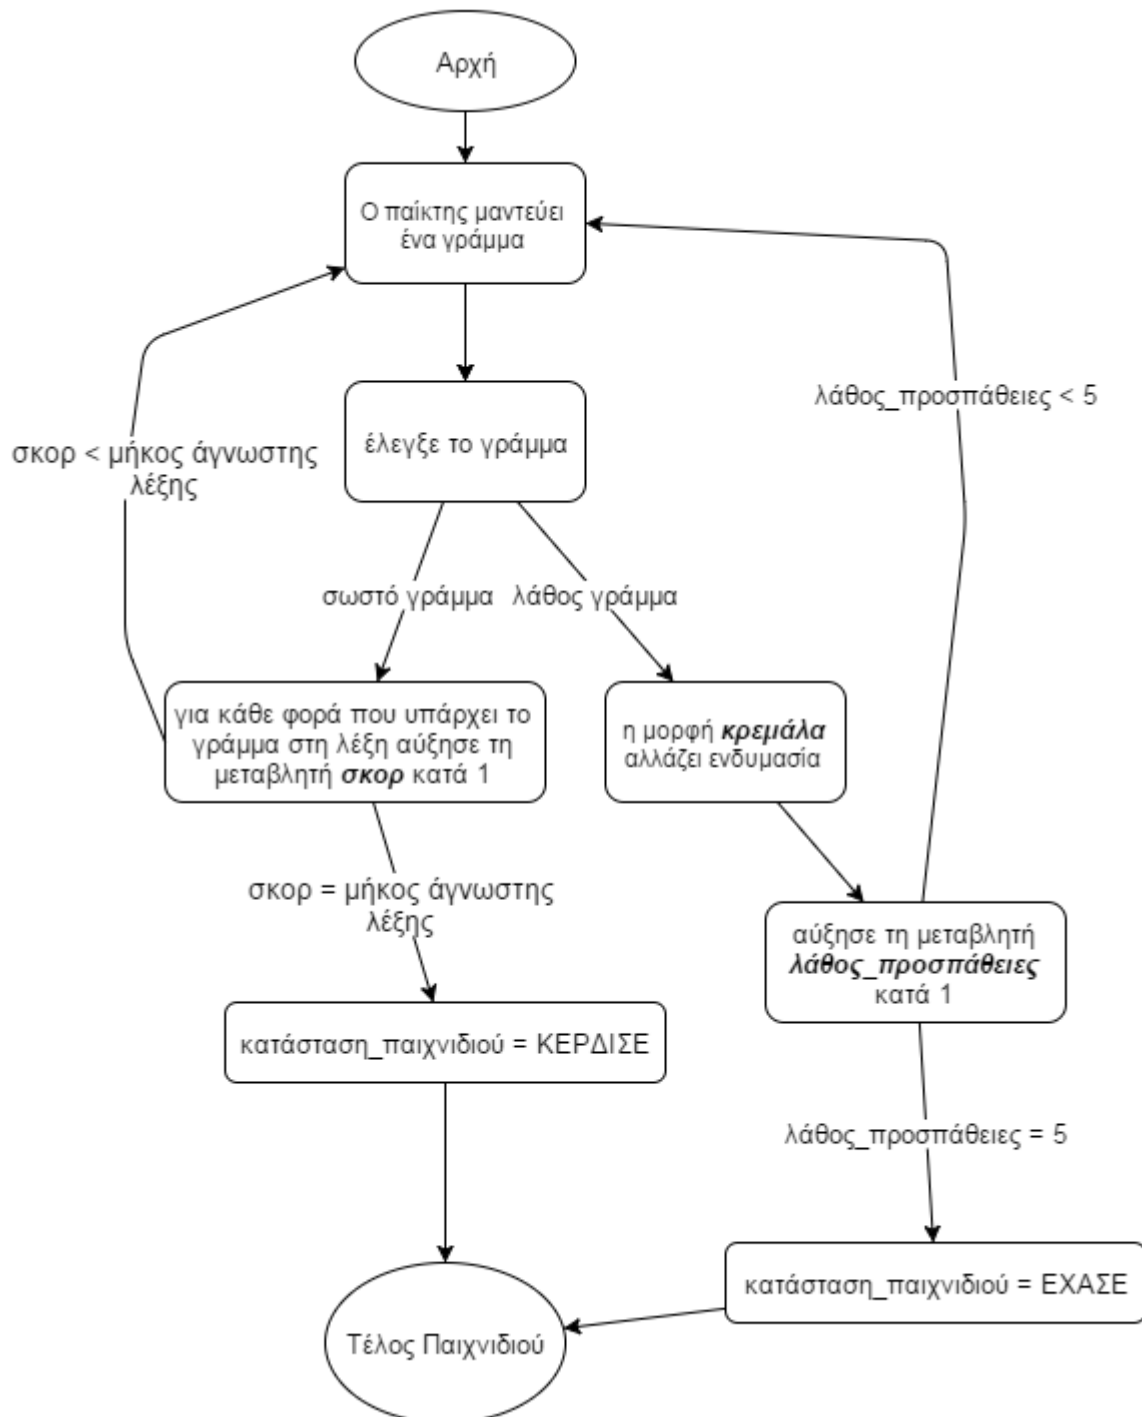 Αρχή
Ο παίκτης μαντεύει
ένα γράμμα
λάθος_προσπάθειες < 5
έλεγξε το γράμμα
σκορ < μήκος άγνωστης
λέξης
σωστό γράμμα
λάθος γράμμα
για κάθε φορά που υπάρχει το
γράμμα στη λέξη αύξησε τη
μεταβλητή σκορ κατά 1
η μορφή κρεμάλα
αλλάζει ενδυμασία
σκορ = μήκος άγνωστης
λέξης
αύξησε τη μεταβλητή
λάθος_προσπάθειες
κατά 1
κατάσταση_παιχνιδιού = ΚΕΡΔΙΣΕ
λάθος_προσπάθειες = 5
κατάσταση_παιχνιδιού = ΕΧΑΣΕ
Τέλος Παιχνιδιού